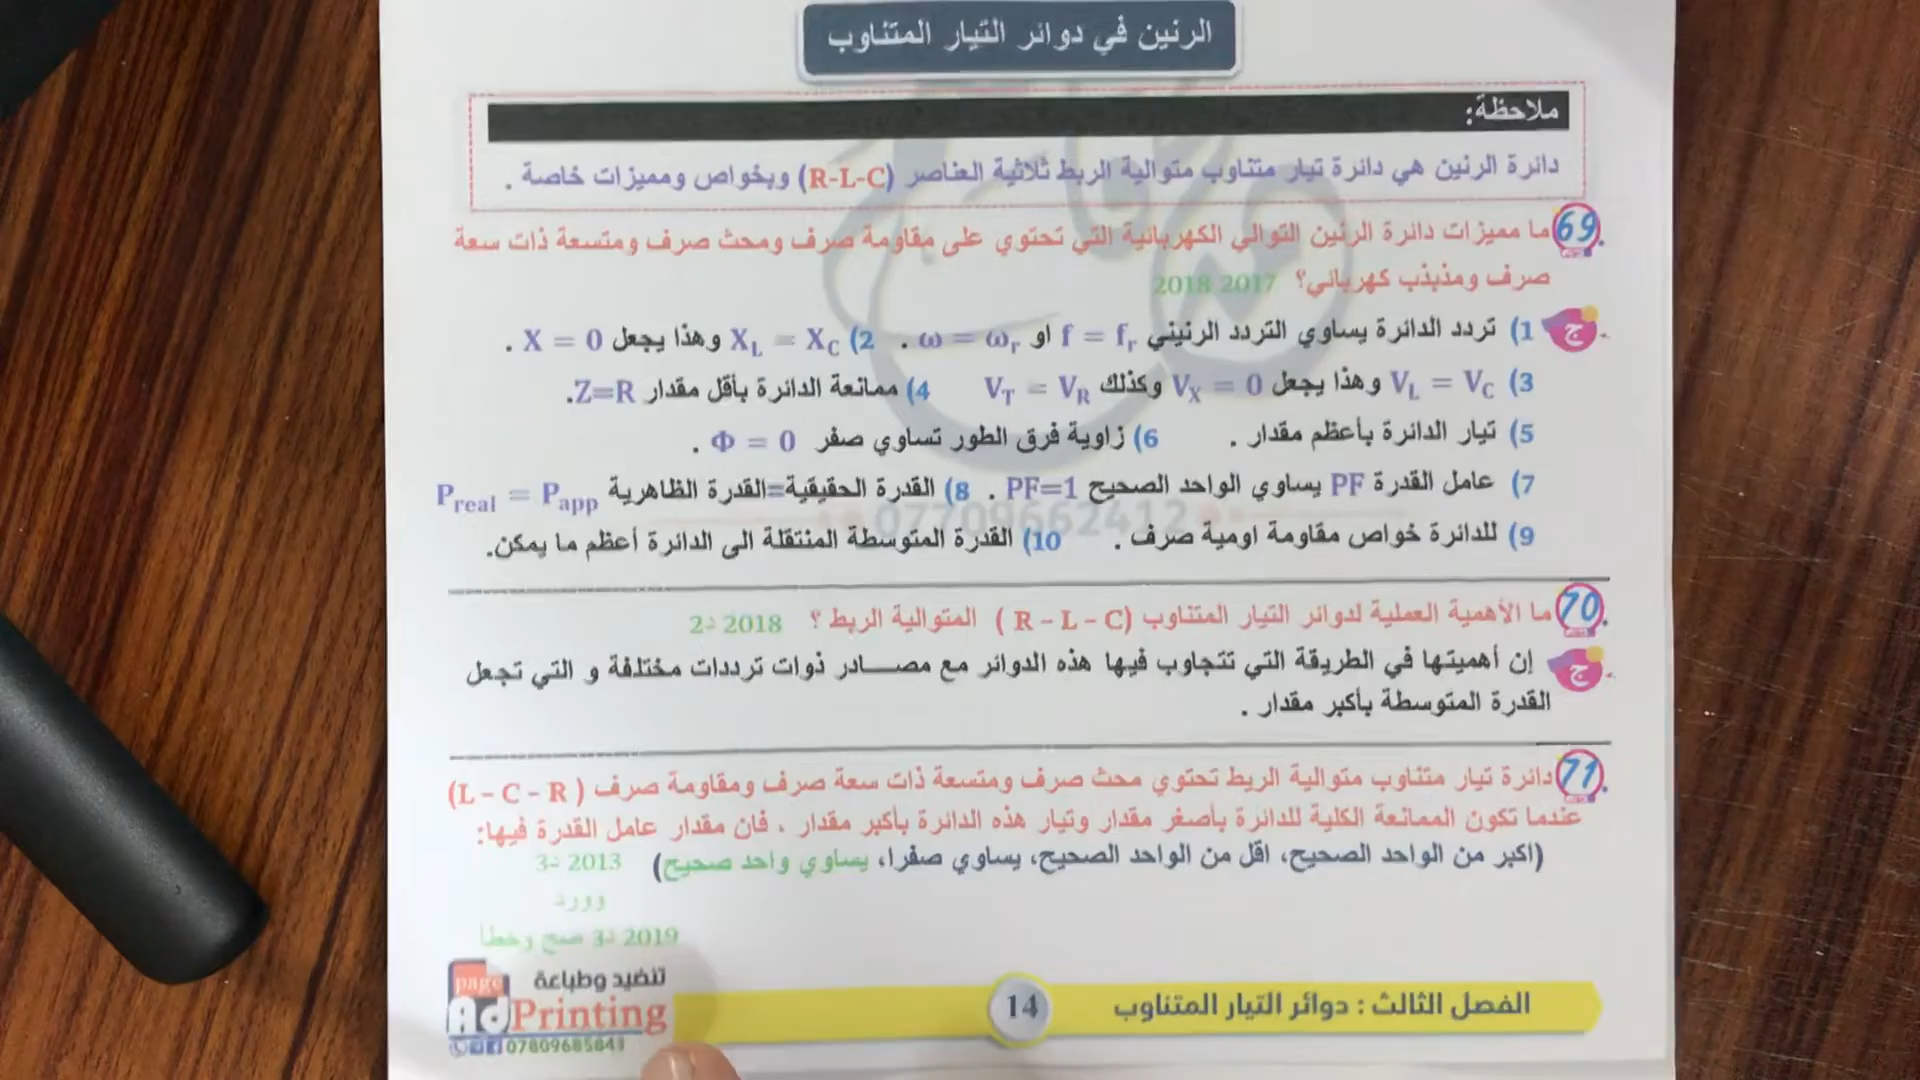 الرنين في دوائر التيار المتناوب
ملاحظة:
دائرة الرنين هي دائرة تيار متناوب متوالية الربط ثلاثية العناصر (R-L-C) وبخواص ومميزات خاصة .
69 ما مميزات دائرة الرنين التوالي الكهربائية التي تحتوي على مقاومة صرف ومحث صرف ومتسعة ذات سعة
صرف ومذبذب كهربائي؟ 2017 2018
ج 1) تردد الدائرة يساوي التردد الرنيني f = fr او ω = ωr . 2) XL = XC وهذا يجعل X = 0 .
3) VL = VC وهذا يجعل VX = 0 وكذلك VT = VR 4) ممانعة الدائرة بأقل مقدار Z=R.
5) تيار الدائرة بأعظم مقدار . 6) زاوية فرق الطور تساوي صفر Φ = 0 .
7) عامل القدرة PF يساوي الواحد الصحيح PF=1 . 8) القدرة الحقيقية=القدرة الظاهرية Preal = Papp
07709662412
9) للدائرة خواص مقاومة اومية صرف . 10) القدرة المتوسطة المنتقلة الى الدائرة أعظم ما يمكن.
70 ما الأهمية العملية لدوائر التيار المتناوب (R – L – C) المتوالية الربط ؟ 2018 د2
ج إن أهميتها في الطريقة التي تتجاوب فيها هذه الدوائر مع مصــادر ذوات ترددات مختلفة و التي تجعل
القدرة المتوسطة بأكبر مقدار .
71 دائرة تيار متناوب متوالية الربط تحتوي محث صرف ومتسعة ذات سعة صرف ومقاومة صرف (L – C – R)
عندما تكون الممانعة الكلية للدائرة بأصغر مقدار وتيار هذه الدائرة بأكبر مقدار ، فان مقدار عامل القدرة فيها:
(اكبر من الواحد الصحيح، اقل من الواحد الصحيح، يساوي صفرا، يساوي واحد صحيح) 2013 د3
وورد
2019 د3 صح وخطأ
page تنضيد وطباعة
Ad Printing
07809685841
14
الفصل الثالث : دوائر التيار المتناوب